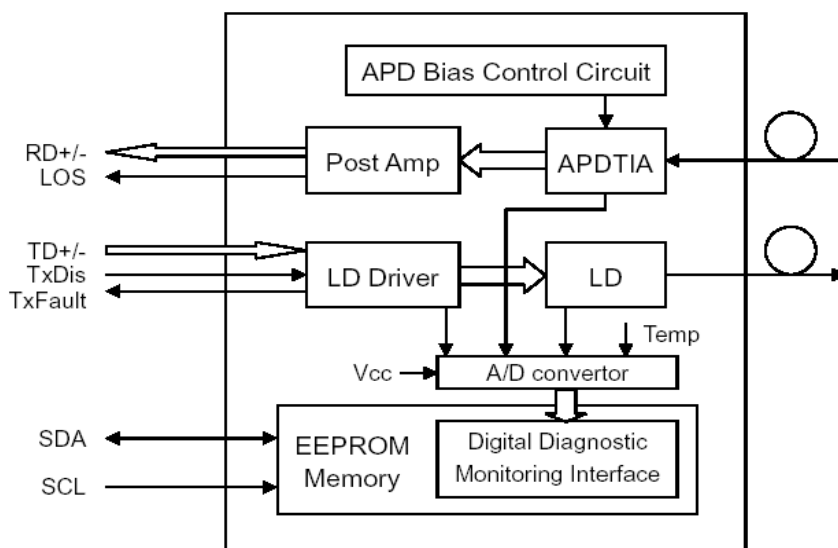 APD Bias Control Circuit
RD+/-
LOS
Post Amp
APDTIA
TD+/-
TxDis
TxFault
LD Driver
LD
Temp
Vcc
A/D convertor
SDA
SCL
EEPROM
Memory
Digital Diagnostic
Monitoring Interface